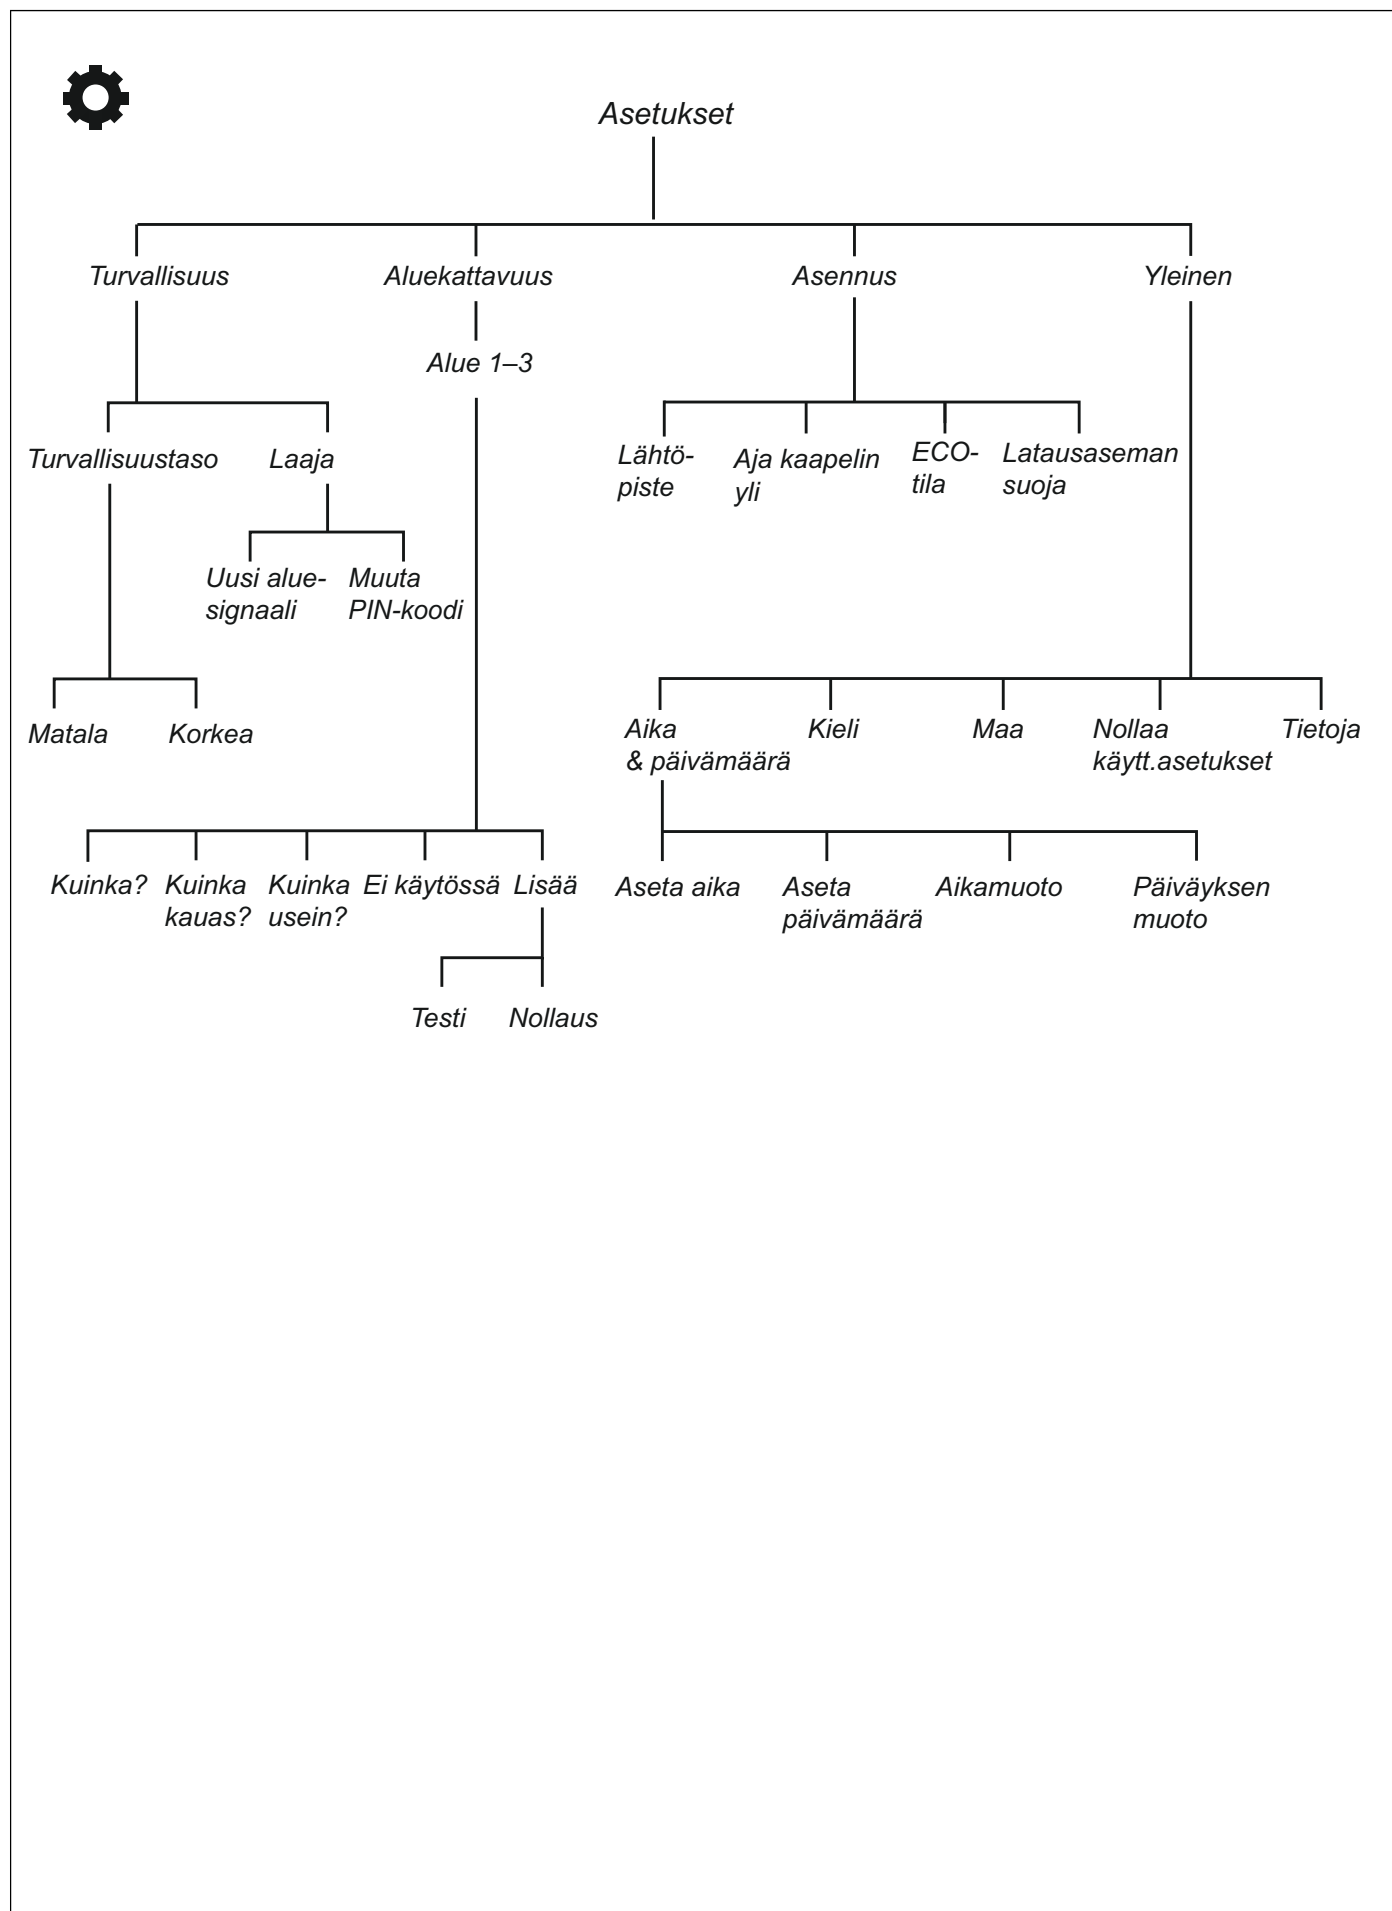 Asetukset
Turvallisuus
Aluekattavuus
Asennus
Yleinen
Alue 1–3
Turvallisuustaso
Laaja
Lähtö-
piste
Aja kaapelin
yli
ECO-
tila
Latausaseman
suoja
Uusi alue-
signaali
Muuta
PIN-koodi
Matala
Korkea
Aika
& päivämäärä
Kieli
Maa
Nollaa
käytt.asetukset
Tietoja
Kuinka?
Kuinka
kauas?
Kuinka
usein?
Ei käytössä
Lisää
Aseta aika
Aseta
päivämäärä
Aikamuoto
Päiväyksen
muoto
Testi
Nollaus